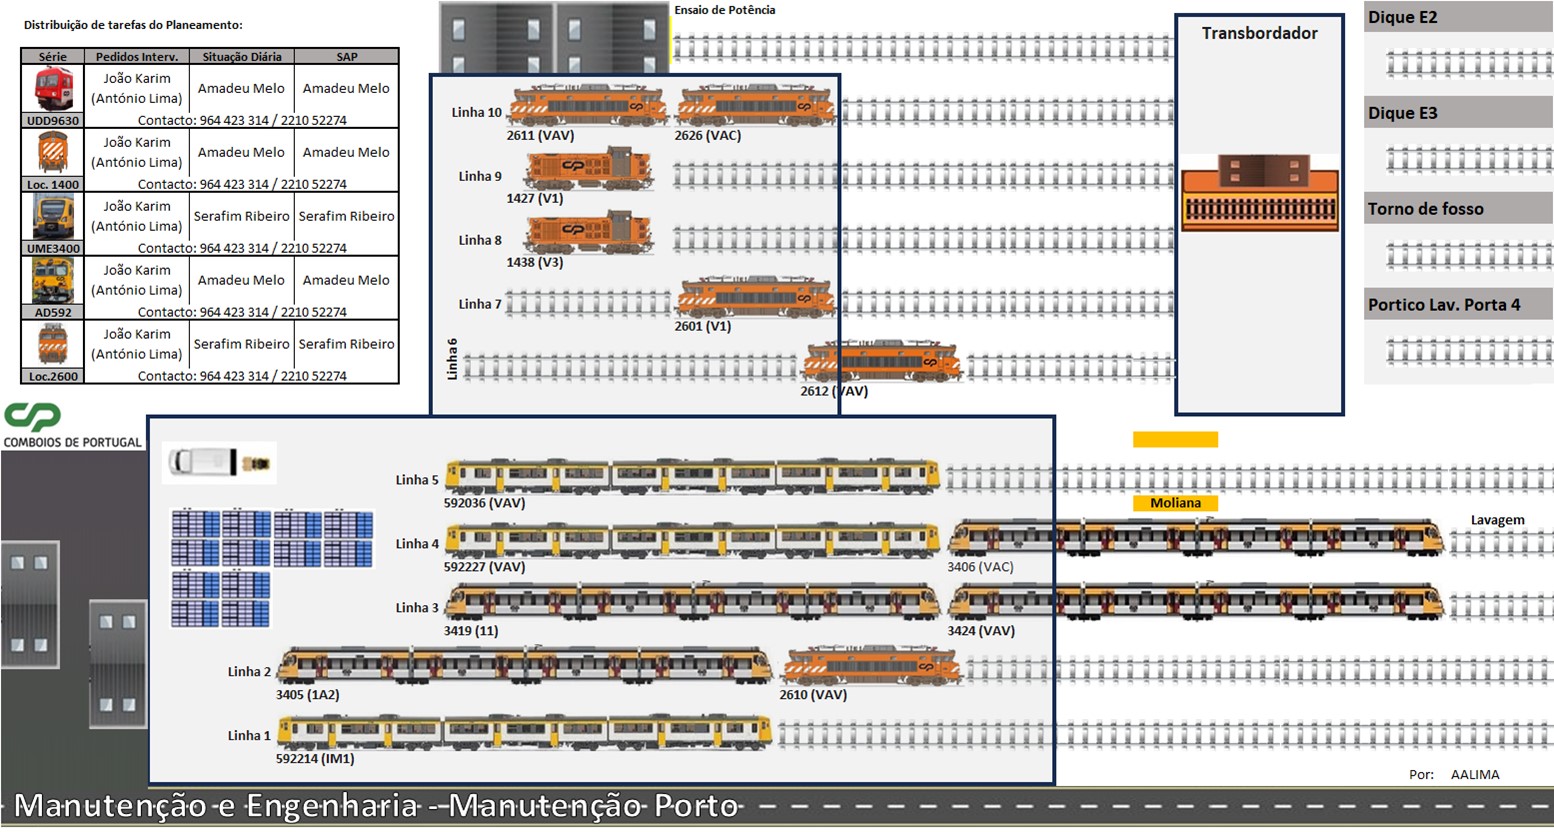 Distribuição de tarefas do Planeamento:
Série Pedidos Interv. Situação Diária SAP
João Karim
(António Lima) Amadeu Melo Amadeu Melo
UDD9630 Contacto: 964 423 314 / 2210 52274
João Karim
(António Lima) Amadeu Melo Amadeu Melo
Loc. 1400 Contacto: 964 423 314 / 2210 52274
João Karim
(António Lima) Serafim Ribeiro Serafim Ribeiro
UME3400 Contacto: 964 423 314 / 2210 52274
João Karim
(António Lima) Amadeu Melo Amadeu Melo
AD592 Contacto: 964 423 314 / 2210 52274
João Karim
(António Lima) Serafim Ribeiro Serafim Ribeiro
Loc.2600 Contacto: 964 423 314 / 2210 52274
CP
COMBOIOS DE PORTUGAL
Ensaio de Potência
Linha 10
2611 (VAV) 2626 (VAC)
Linha 9
1427 (V1)
Linha 8
1438 (V3)
Linha 7
2601 (V1)
Linha 6
2612 (VAV)
Transbordador
Dique E2
Dique E3
Torno de fosso
Portico Lav. Porta 4
Linha 5
592036 (VAV)
Moliana
Lavagem
Linha 4
592227 (VAV) 3406 (VAC)
Linha 3
3419 (11) 3424 (VAV)
Linha 2
3405 (1A2) 2610 (VAV)
Linha 1
592214 (IM1)
Por: AALIMA
Manutenção e Engenharia - Manutenção Porto